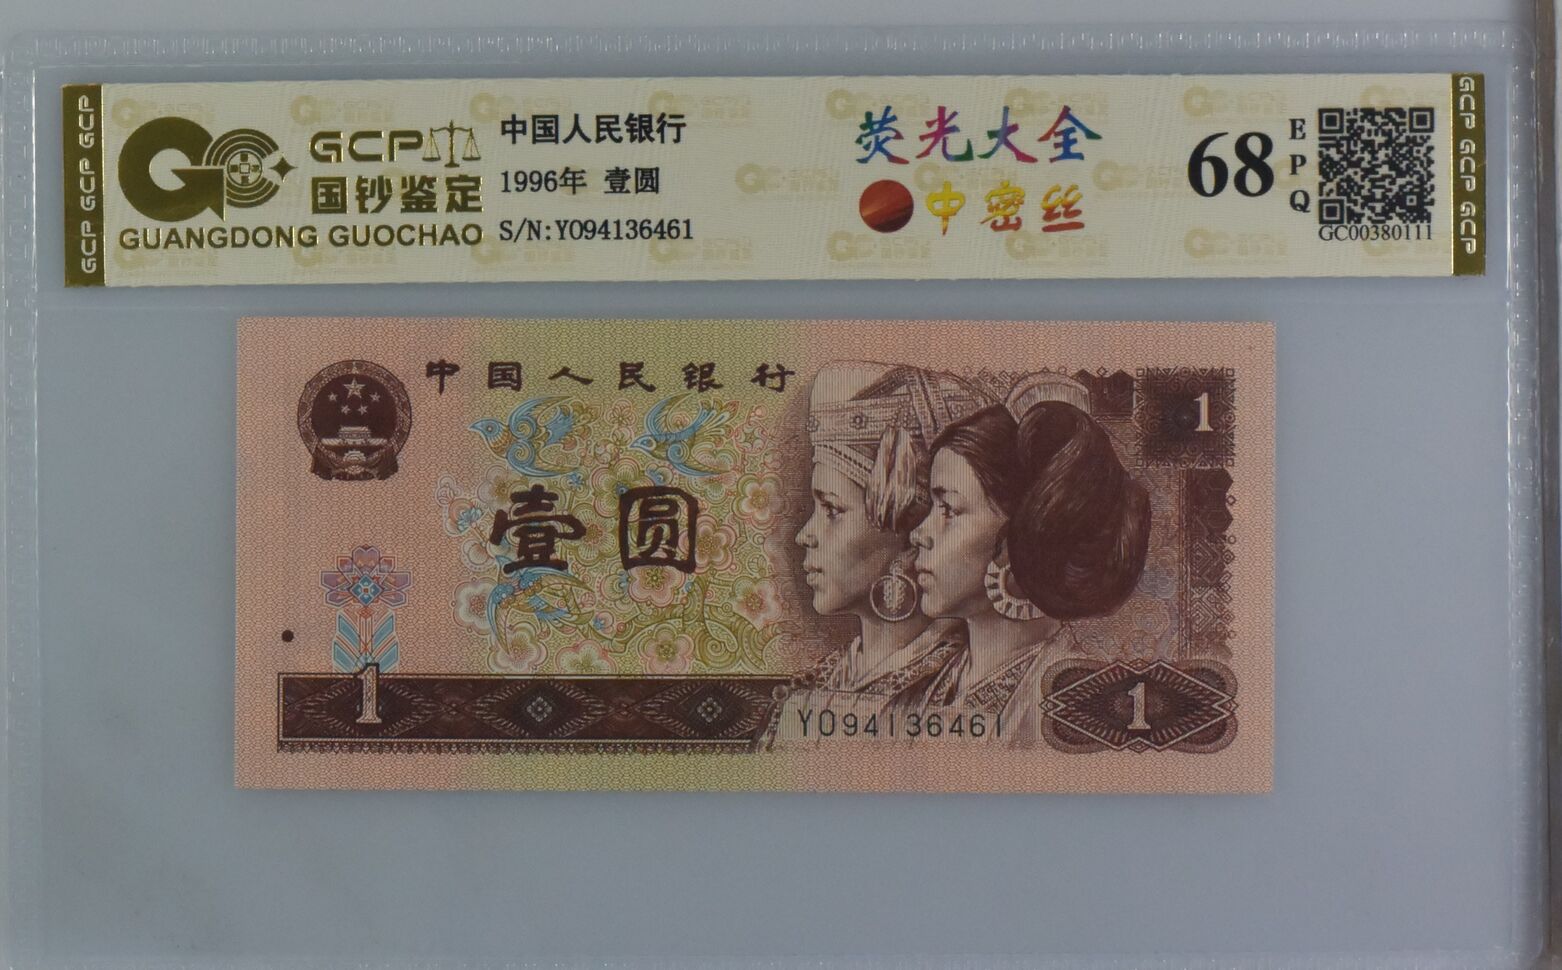 GCP GCP GCP
GCP
国钞鉴定
GUANGDONG GUOCHAO
中国人民银行
1996年 壹圆
S/N:Y094136461
荧光大全
中密丝
68
EPQ
GC00380111
GCP GCP GCP
中国人民银行
1
壹圆
1
Y094136461
1